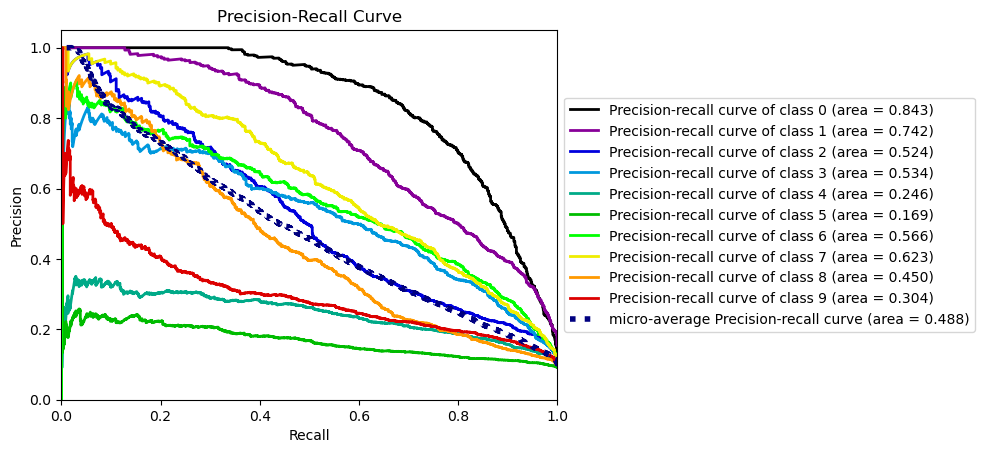 Precision-Recall Curve
Precision
1.0
0.8
0.6
0.4
0.2
0.0
0.0 0.2 0.4 0.6 0.8 1.0
Recall
Precision-recall curve of class 0 (area = 0.843)
Precision-recall curve of class 1 (area = 0.742)
Precision-recall curve of class 2 (area = 0.524)
Precision-recall curve of class 3 (area = 0.534)
Precision-recall curve of class 4 (area = 0.246)
Precision-recall curve of class 5 (area = 0.169)
Precision-recall curve of class 6 (area = 0.566)
Precision-recall curve of class 7 (area = 0.623)
Precision-recall curve of class 8 (area = 0.450)
Precision-recall curve of class 9 (area = 0.304)
micro-average Precision-recall curve (area = 0.488)